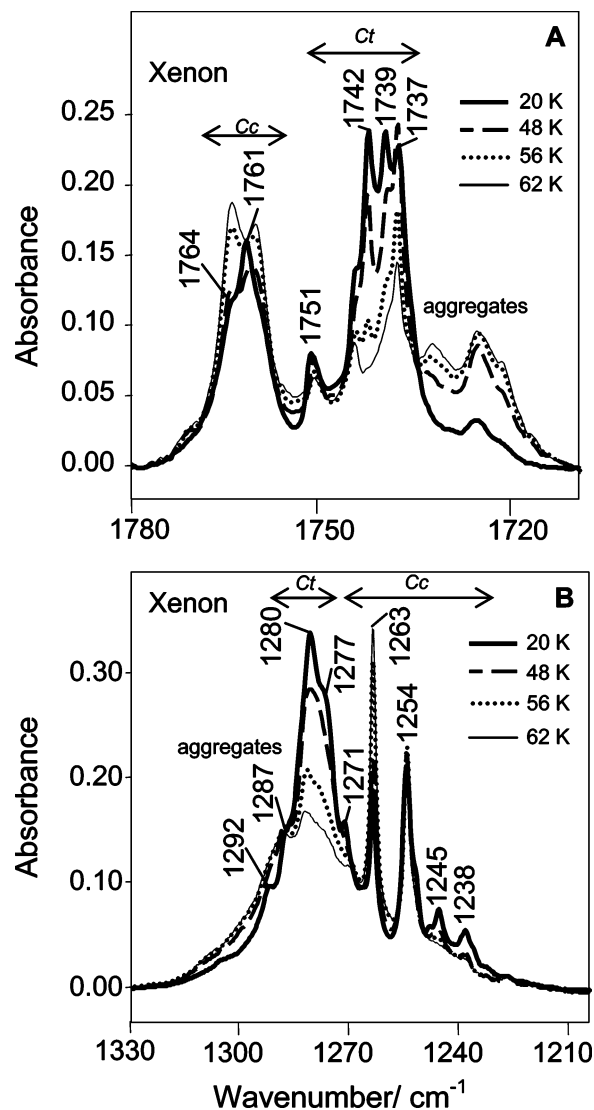 Ct
A
Xenon
1742
1739
1737
20 K
48 K
56 K
62 K
Cc
1764
1761
1751
aggregates
0.25
0.20
0.15
0.10
0.05
0.00
Absorbance
1780
1750
1720
Ct
Cc
B
Xenon
1280
1277
1263
20 K
48 K
56 K
62 K
1254
aggregates
1292
1287
1271
1245
1238
0.30
0.20
0.10
0.00
Absorbance
1330
1300
1270
1240
1210
Wavenumber/ cm⁻¹